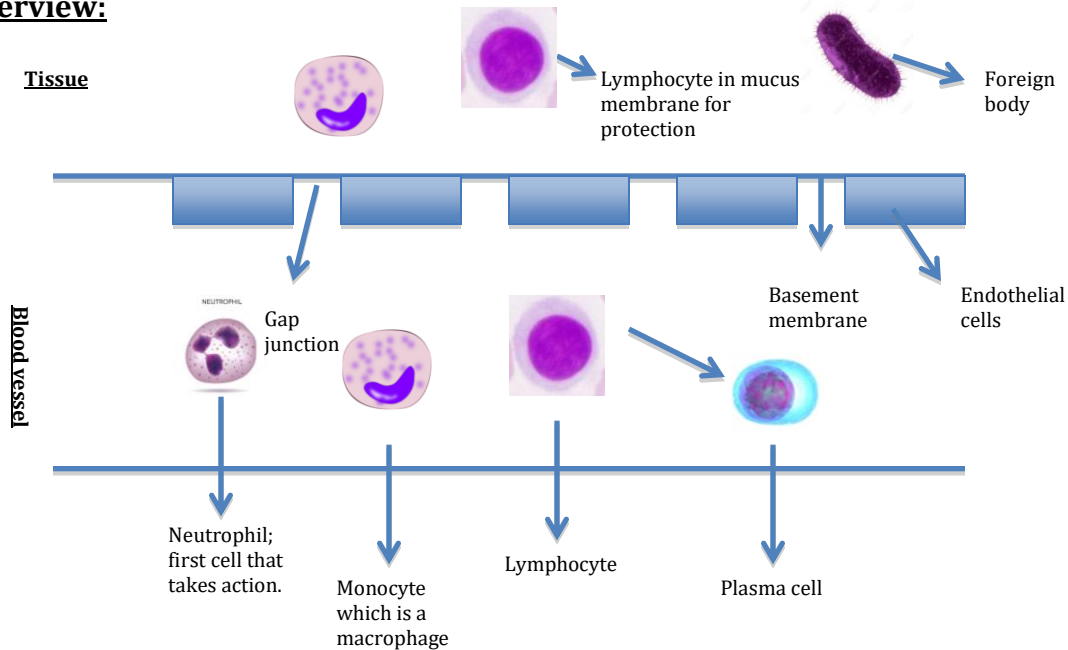 erview:
Tissue
Lymphocyte in mucus
membrane for
protection
Foreign
body
Blood vessel
NEUTROPHIL
Gap
junction
Basement
membrane
Endothelial
cells
Neutrophil;
first cell that
takes action.
Monocyte
which is a
macrophage
Lymphocyte
Plasma cell